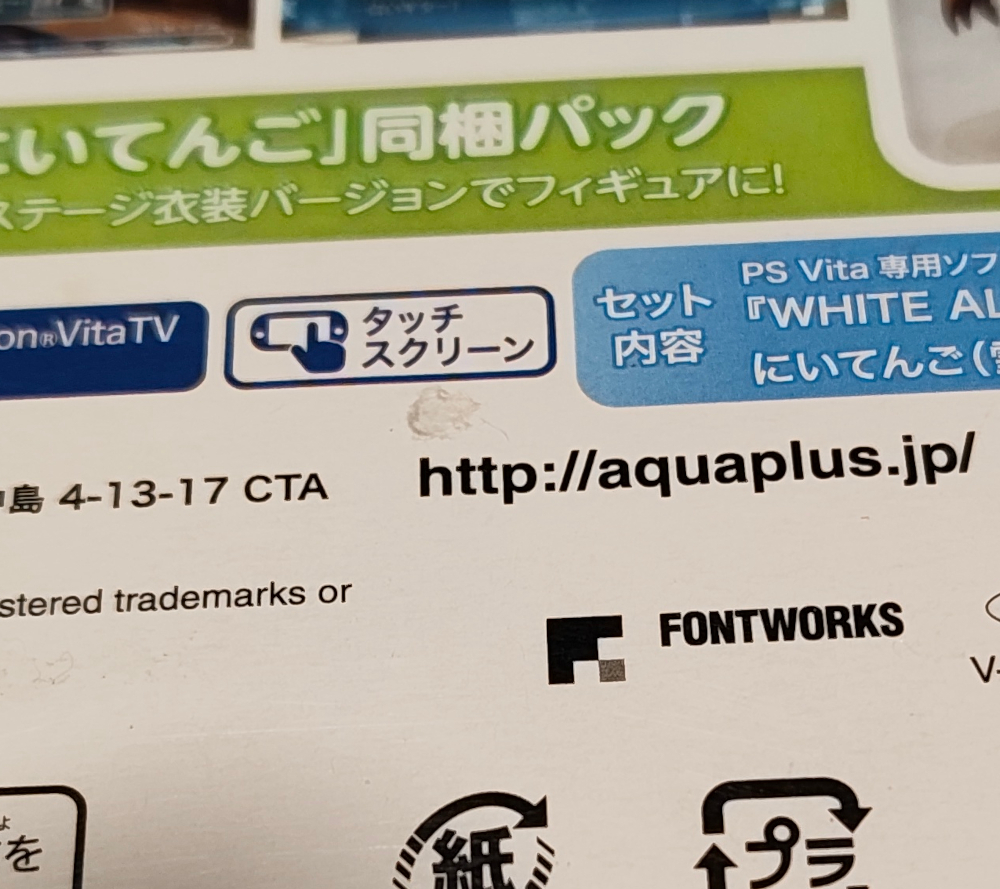 いてんご」同梱パック
ステージ衣装バージョンでフィギュアに!
on®VitaTV
タッチ
スクリーン
セット
内容
PS Vita 専用ソフ
『WHITE AL
にいてんご(
島 4-13-17 CTA
http://aquaplus.jp/
stered trademarks or
FONTWORKS
V-
を
紙
プラ